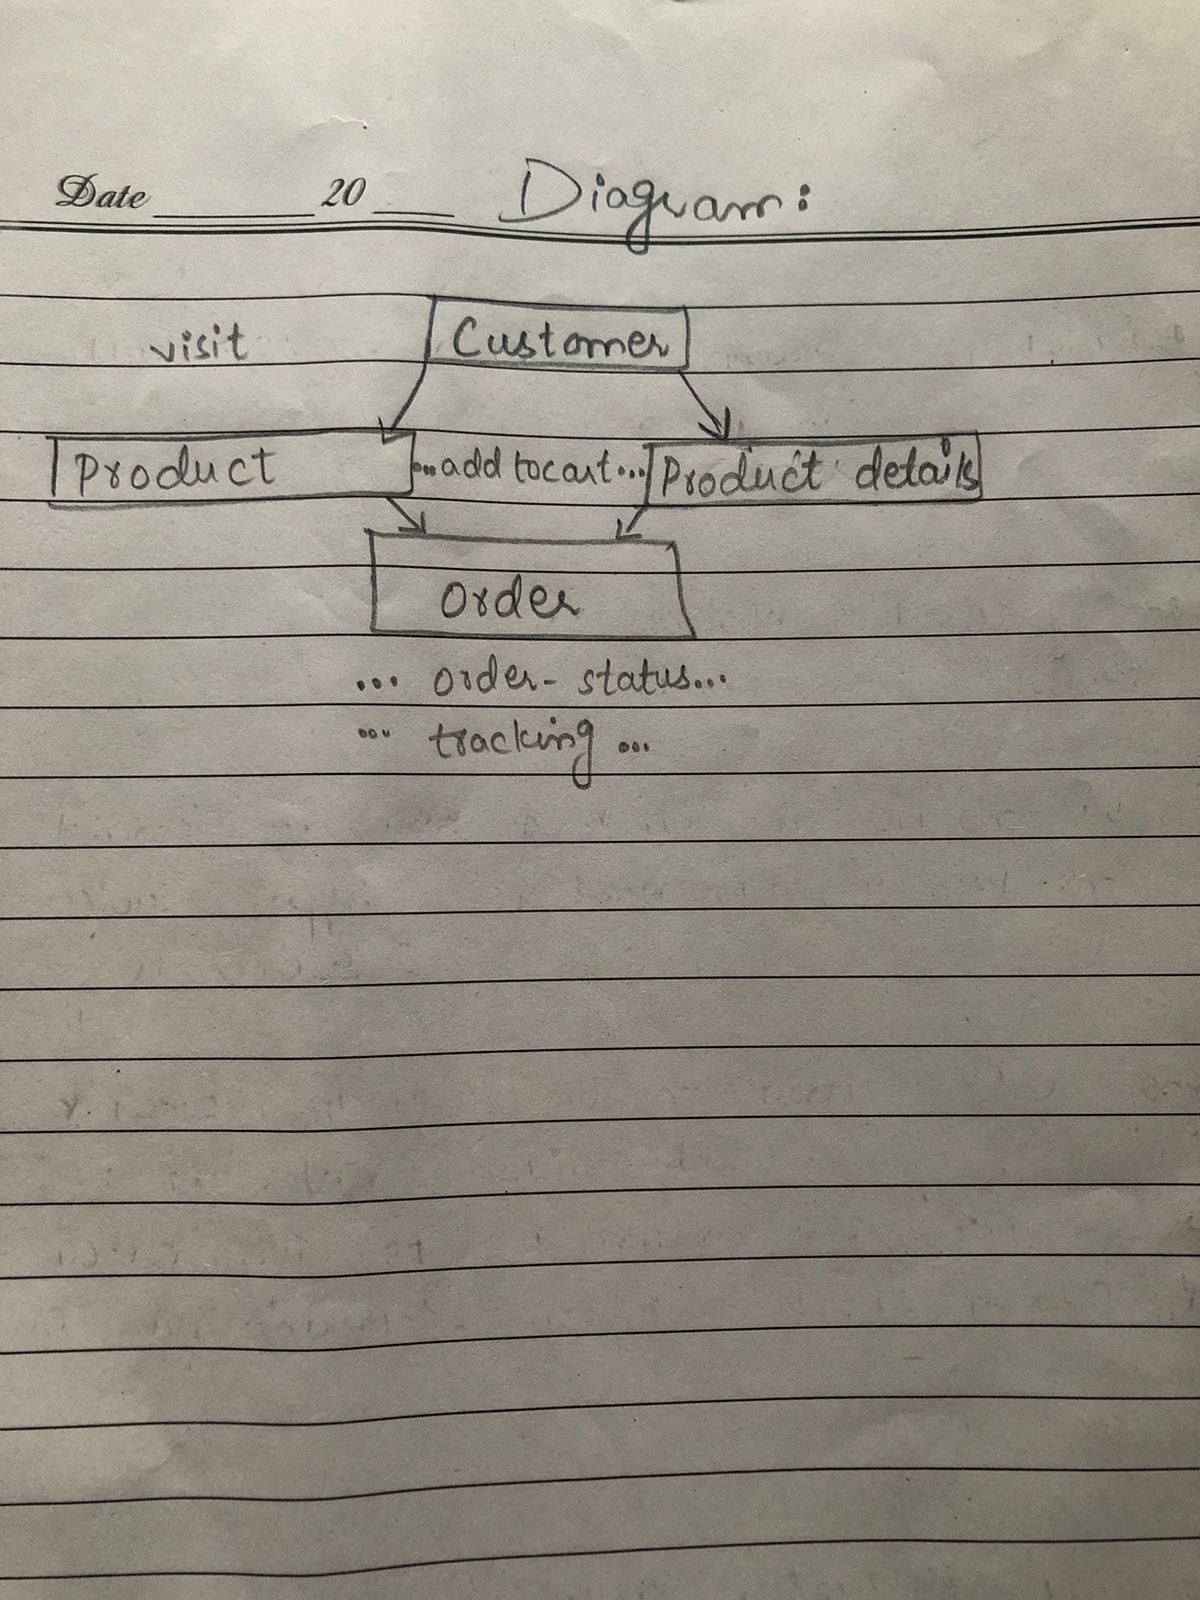 Date 20 Diagram:
visit Customer
Product ...add to cart... Product details
Order
... order-status...
... tracking ...